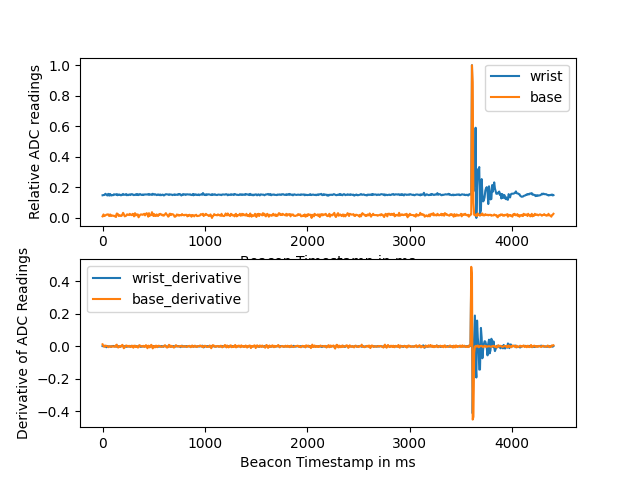 Relative ADC readings
1.0
0.8
0.6
0.4
0.2
0.0
wrist
base
0 1000 2000 3000 4000
Beacon Timestamp in ms
Derivative of ADC Readings
0.4
0.2
0.0
−0.2
−0.4
wrist_derivative
base_derivative
0 1000 2000 3000 4000
Beacon Timestamp in ms